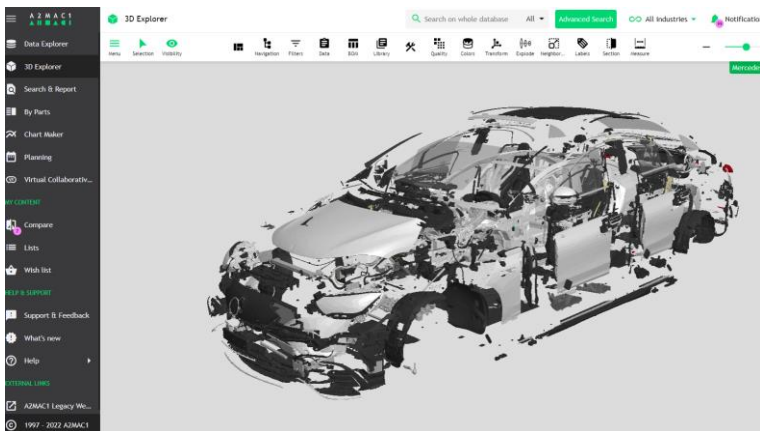 A2MAC1
3D Explorer
Search on whole database
All
Advanced Search
All Industries
Notificatio
Data Explorer
3D Explorer
Search & Report
By Parts
Chart Maker
Planning
Virtual Collaborativ...
MY CONTENT
Compare
Lists
Wish list
HELP & SUPPORT
Support & Feedback
What's new
Help
EXTERNAL LINKS
A2MAC1 Legacy We...
1997 - 2022 A2MAC1
menu
Selection
Visibility
Navigation
Filters
Data
BOM
Library
Quality
Colors
Transform
Explode
Neighbor...
Labels
Section
Measure
Mercede